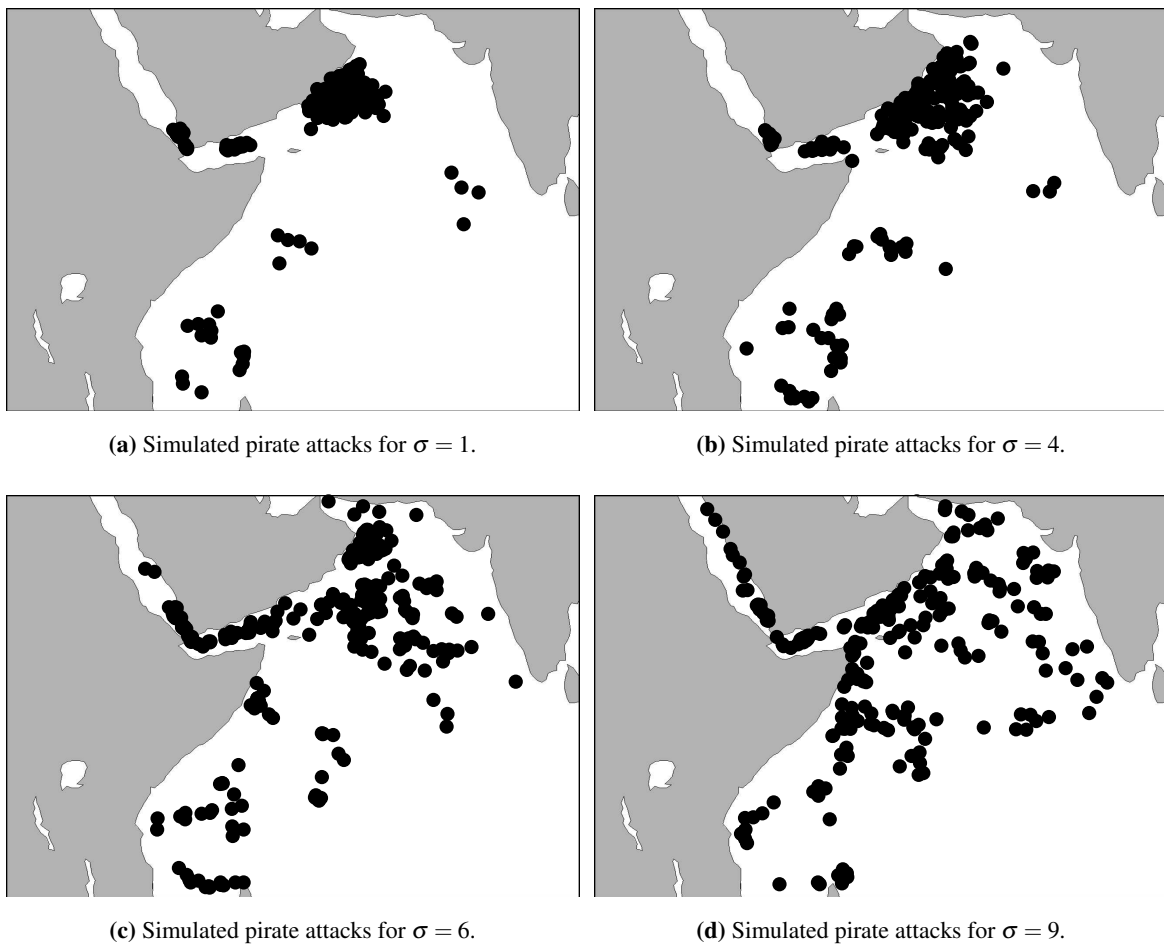 (a) Simulated pirate attacks for σ = 1.
(b) Simulated pirate attacks for σ = 4.
(c) Simulated pirate attacks for σ = 6.
(d) Simulated pirate attacks for σ = 9.